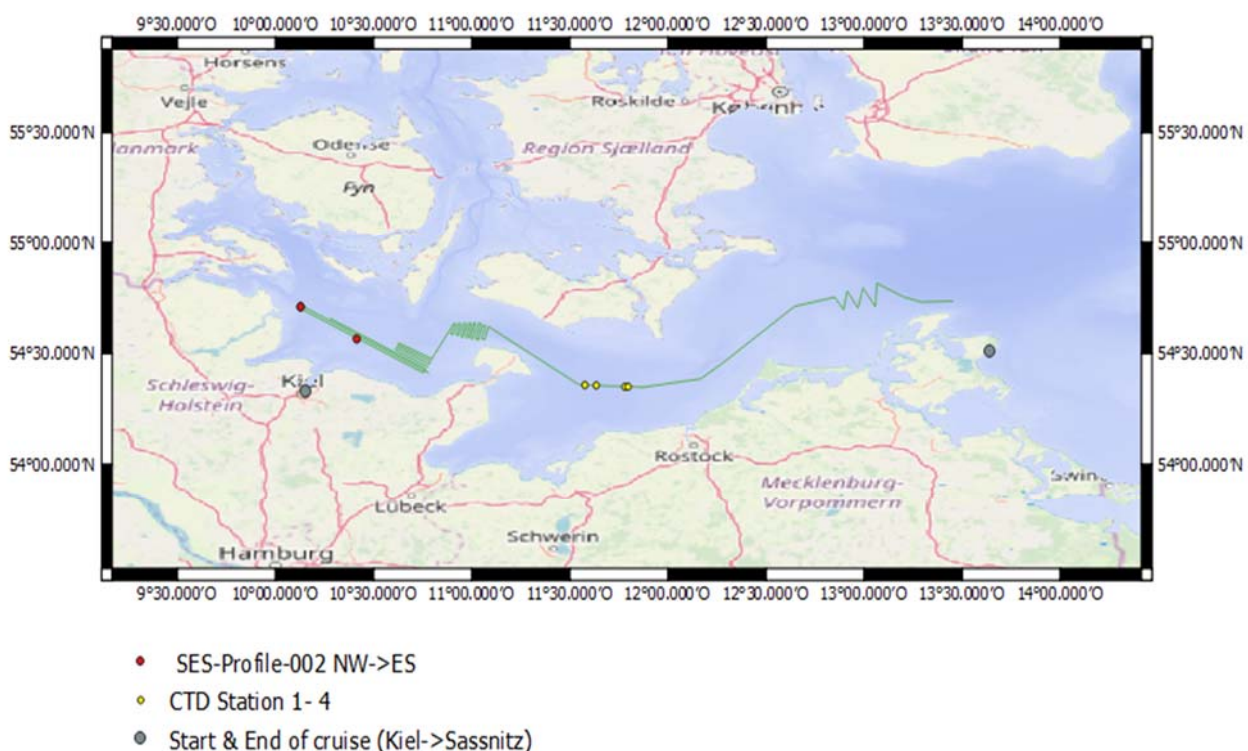 9°30.000'O 10°00.000'O 10°30.000'O 11°00.000'O 11°30.000'O 12°00.000'O 12°30.000'O 13°00.000'O 13°30.000'O 14°00.000'O
Horsens
Vejle
Roskilde
55°30.000'N 55°30.000'N
Odense
Region Sjælland
Fyn
55°00.000'N 55°00.000'N
54°30.000'N 54°30.000'N
Kiel
Schleswig-
Holstein
54°00.000'N 54°00.000'N
Rostock
Mecklenburg-
Vorpommern
Lübeck
Schwerin
Hamburg
9°30.000'O 10°00.000'O 10°30.000'O 11°00.000'O 11°30.000'O 12°00.000'O 12°30.000'O 13°00.000'O 13°30.000'O 14°00.000'O
SES-Profile-002 NW->ES
CTD Station 1- 4
Start & End of cruise (Kiel->Sassnitz)